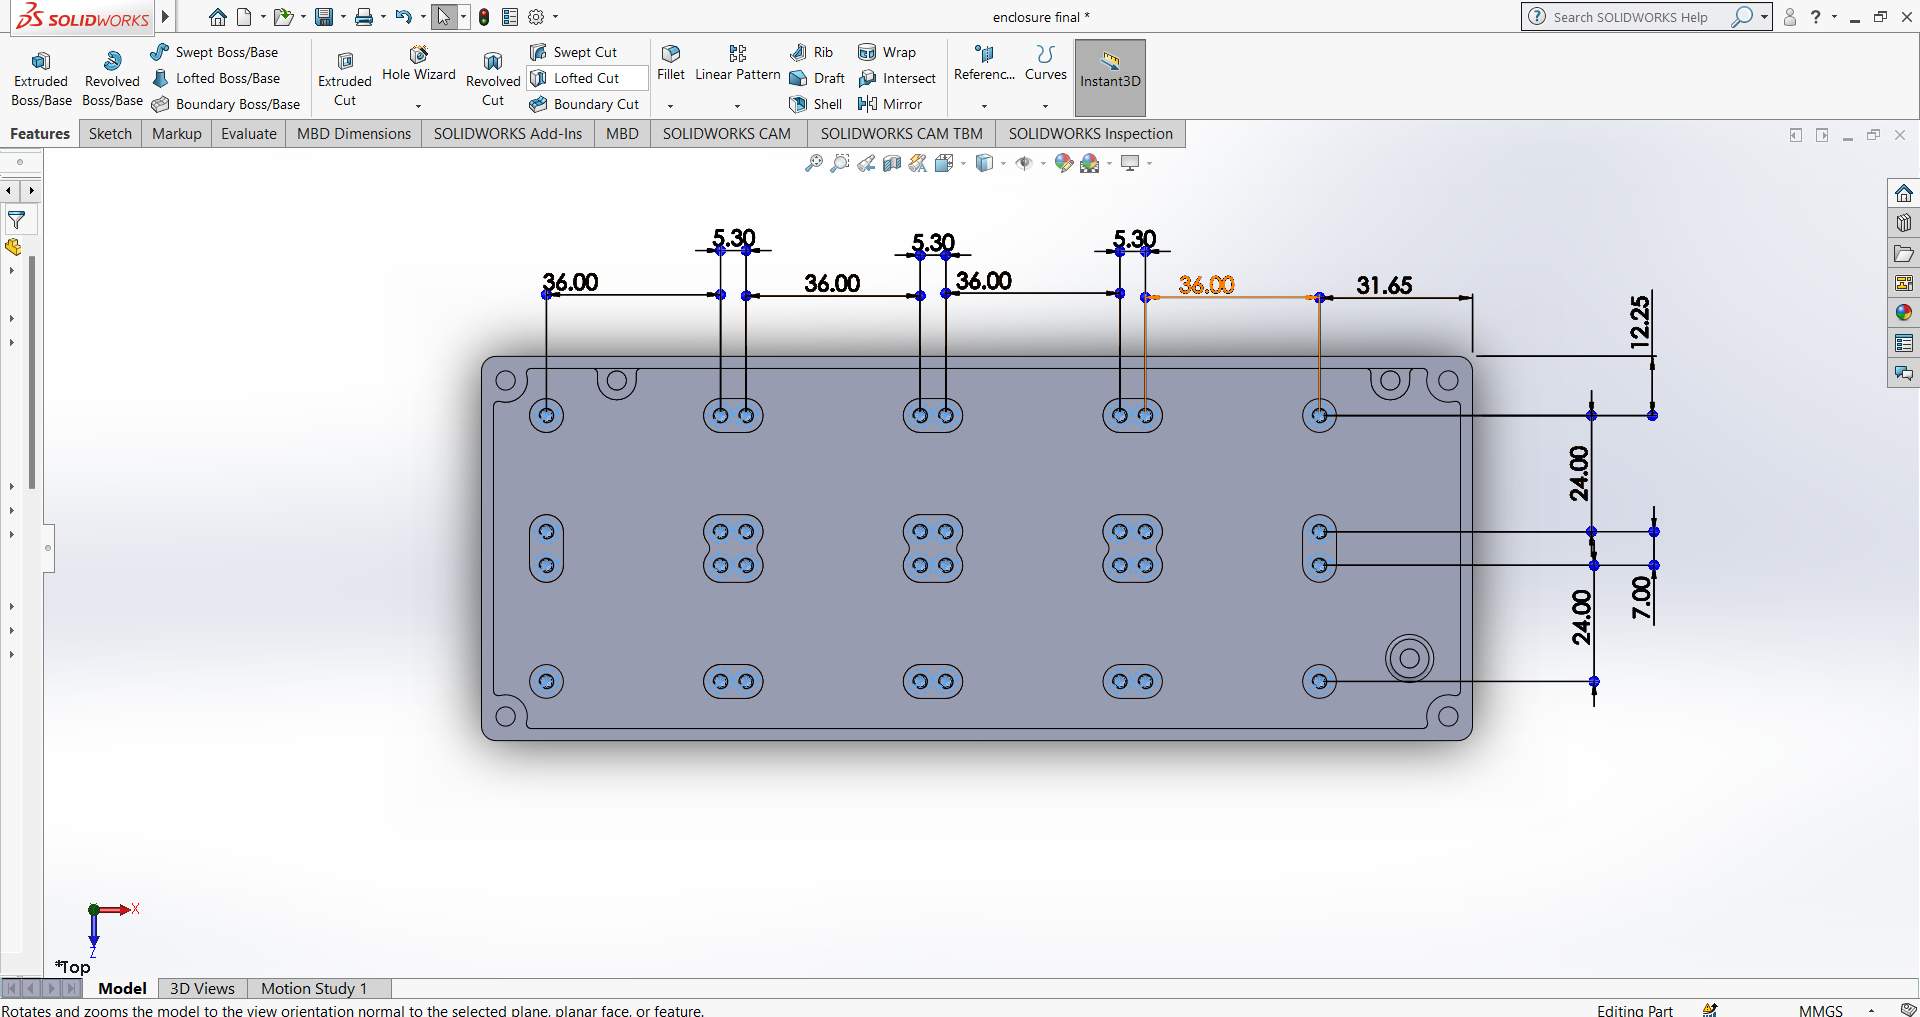 SOLIDWORKS
enclosure final *
Search SOLIDWORKS Help
Extruded Boss/Base
Revolved Boss/Base
Swept Boss/Base
Lofted Boss/Base
Boundary Boss/Base
Extruded Cut
Hole Wizard
Revolved Cut
Swept Cut
Lofted Cut
Boundary Cut
Fillet
Linear Pattern
Rib
Draft
Shell
Wrap
Intersect
Mirror
Referenc...
Curves
Instant3D
Features
Sketch
Markup
Evaluate
MBD Dimensions
SOLIDWORKS Add-Ins
MBD
SOLIDWORKS CAM
SOLIDWORKS CAM TBM
SOLIDWORKS Inspection
5.30
5.30
5.30
36.00
36.00
36.00
36.00
31.65
12.25
24.00
7.00
24.00
X
Z
*Top
Model
3D Views
Motion Study 1
Rotates and zooms the model to the view orientation normal to the selected plane, planar face, or feature.
Editing Part
MMGS